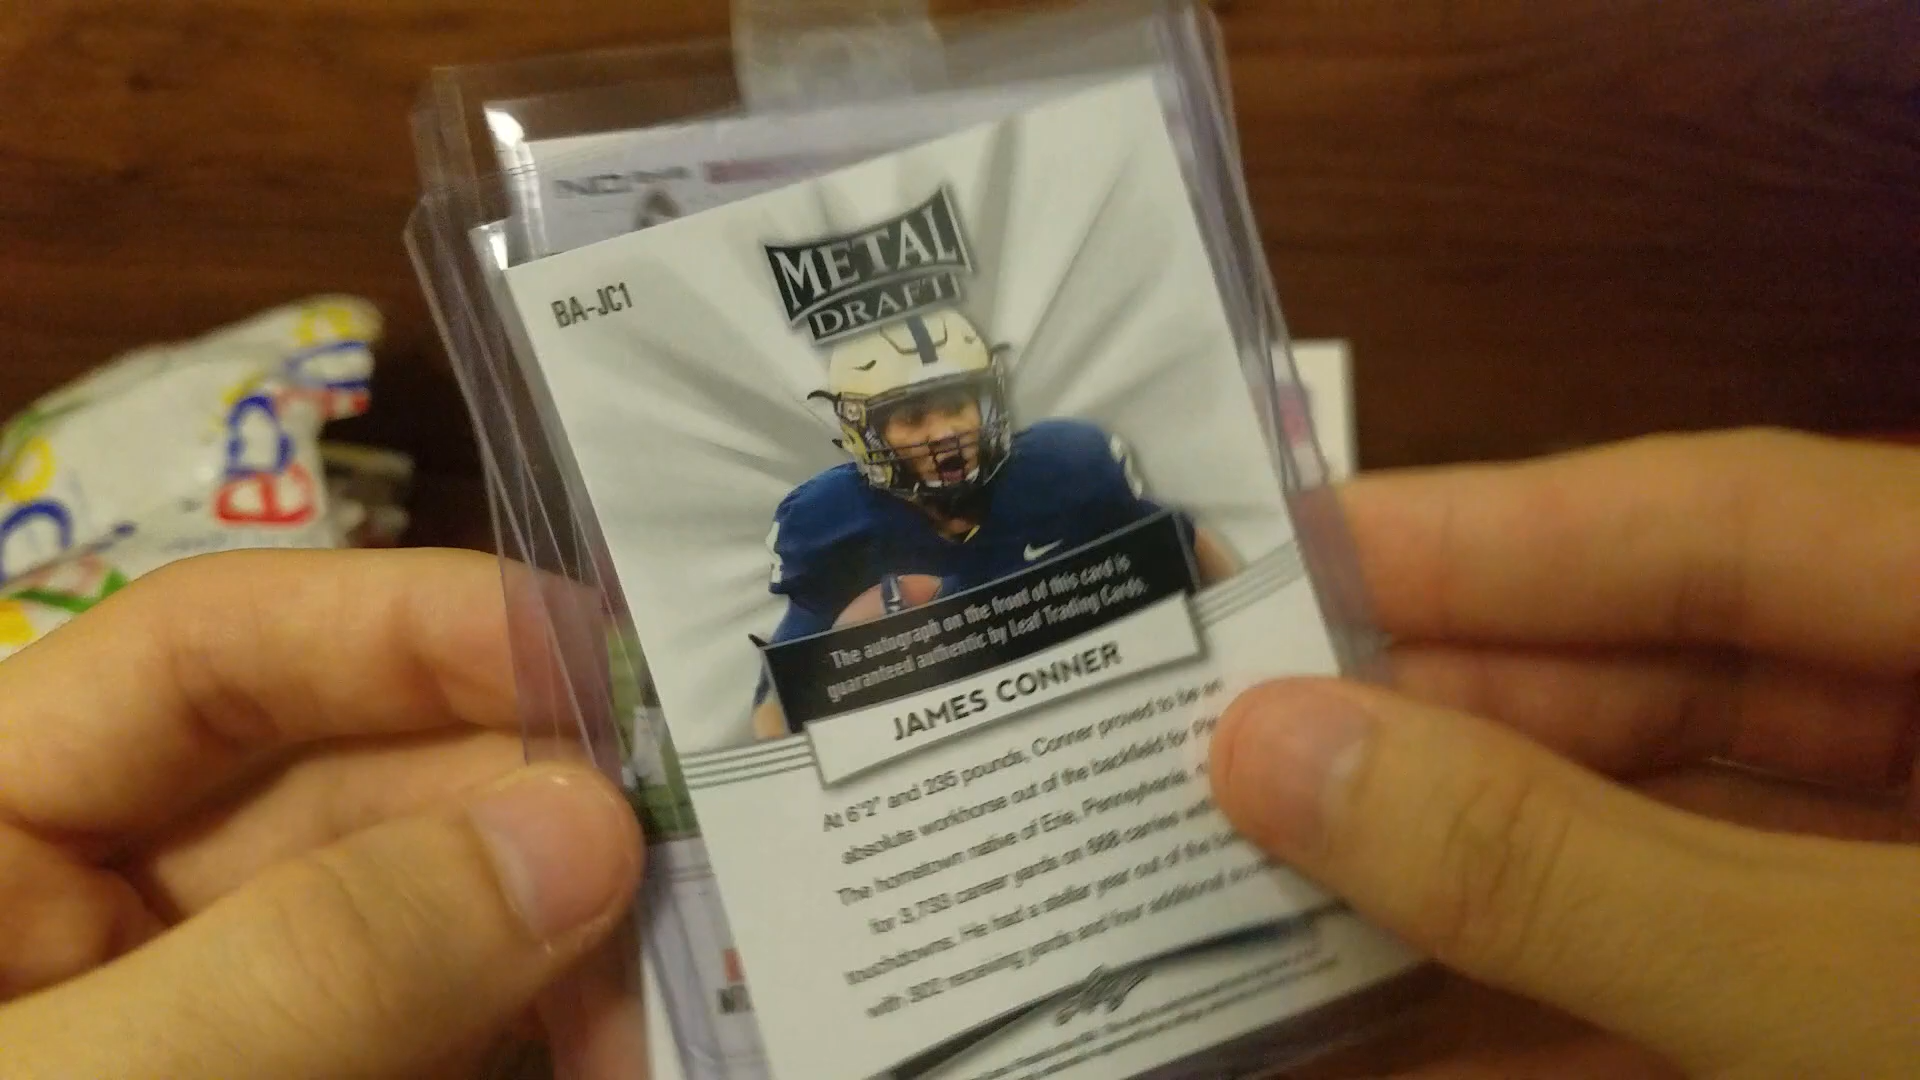 BA-JC1
METAL
DRAFT
The autograph on the front of this card is
guaranteed authentic by Leaf Trading Cards.
JAMES CONNER
At 6'2" and 235 pounds, Conner proved to be an
absolute workhorse out of the backfield for
The hometown native of Erie, Pennsylvania,
for 3,733 career yards on 668 carries with
touchdowns. He had a stellar year out of the
with 302 receiving yards and four additional
Leaf
ebay